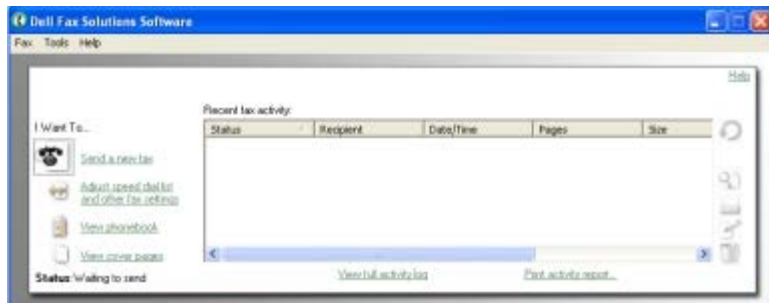 Dell Fax Solutions Software
Fax Tools Help
Help
Recent fax activity:
I Want To...
Status Recipient Date/Time Pages Size
Send a new fax
Adjust speed dial list
and other fax settings
View phonebook
View cover pages
Status: Waiting to send
View full activity log
Print activity report...